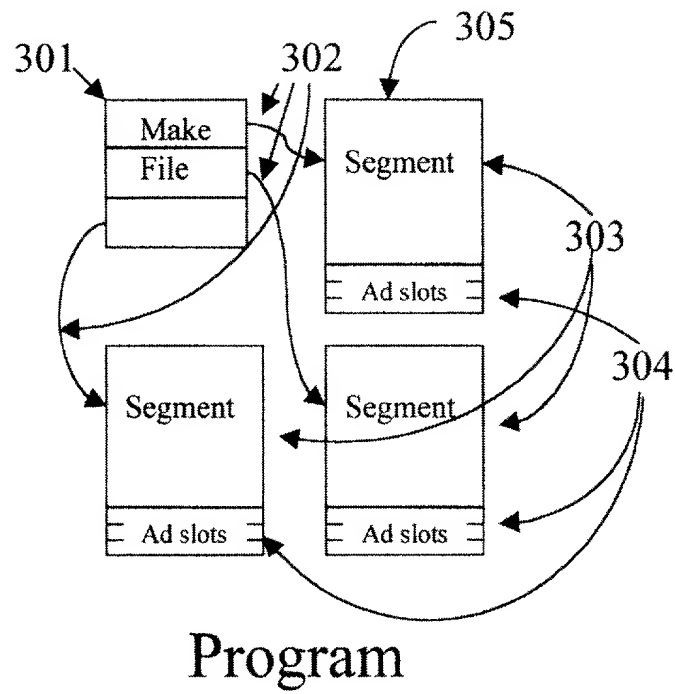 305
301
302
Make
File
Segment
303
Ad slots
304
Segment
Segment
Ad slots
Ad slots
Program